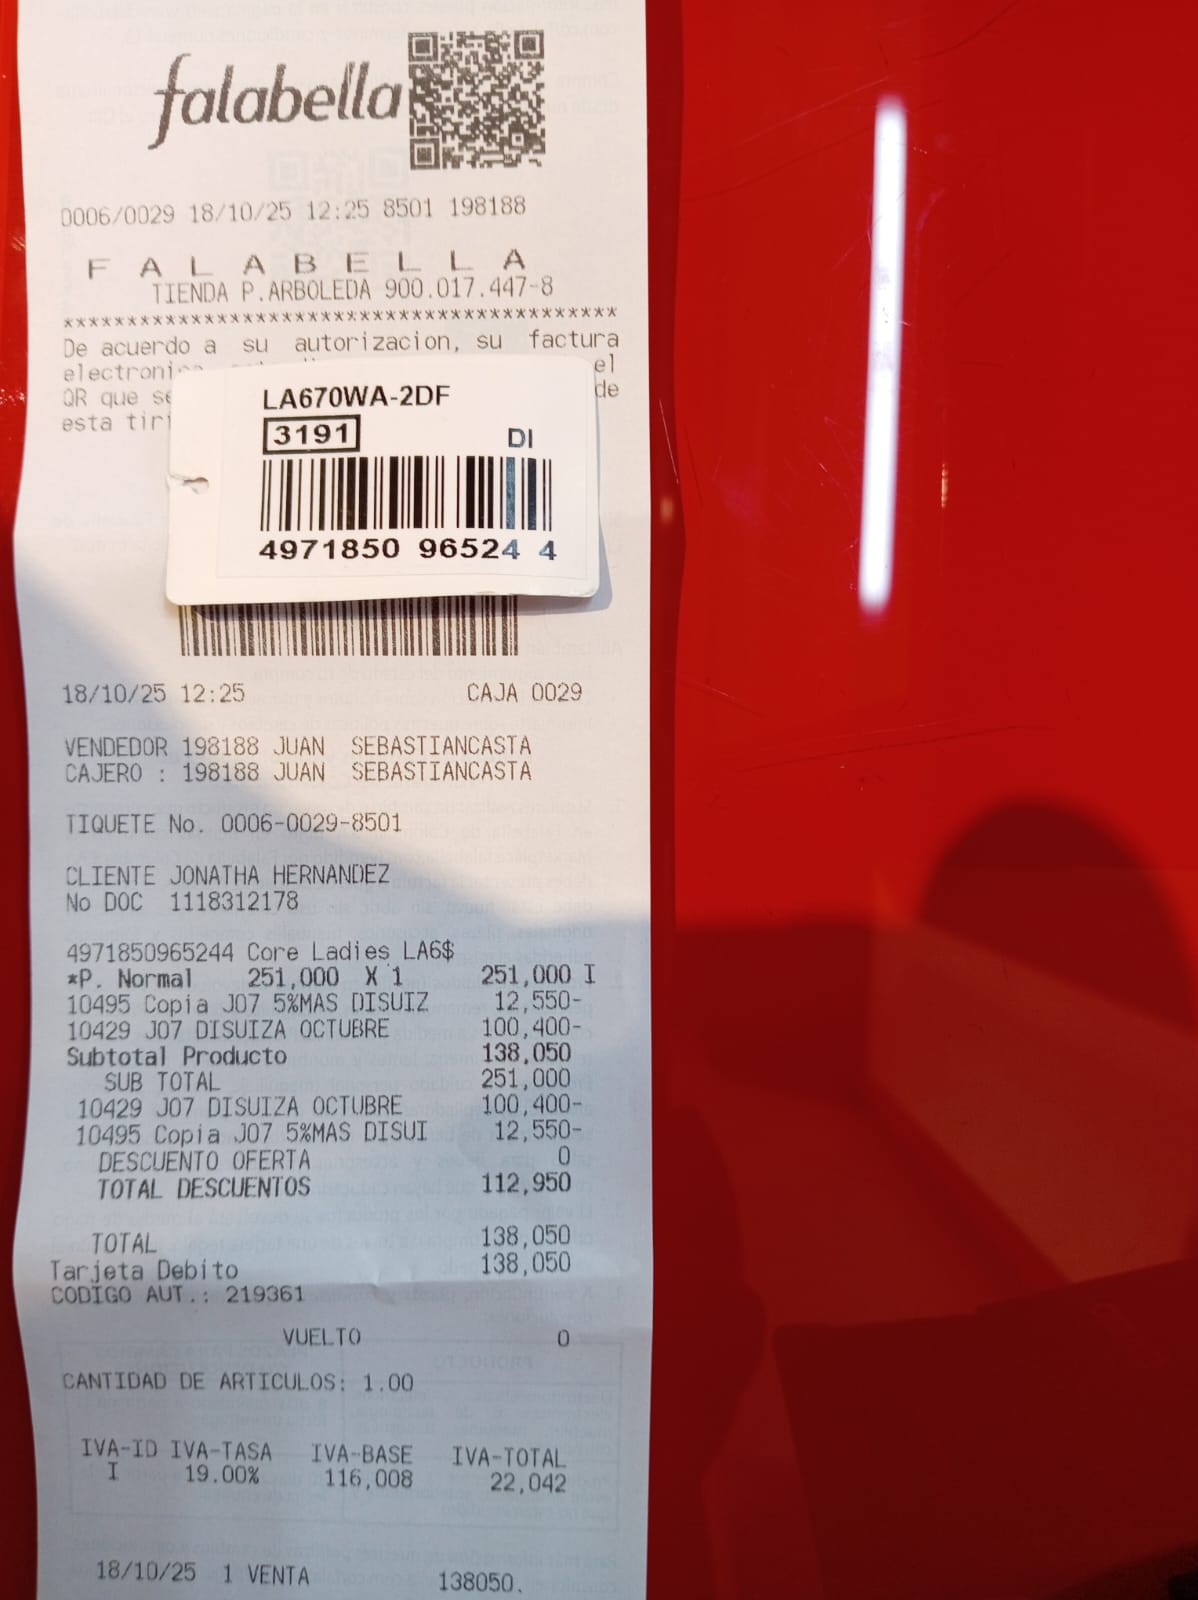 falabella
0006/0029 18/10/25 12:25 8501 198188
F A L A B E L L A
TIENDA P.ARBOLEDA 900.017.447-8
*******************************************
De acuerdo a su autorizacion, su factura
el
QR que se de
esta
LA670WA-2DF
3191
DI
4971850 96524 4
18/10/25 12:25 CAJA 0029
VENDEDOR 198188 JUAN SEBASTIANCASTA
CAJERO : 198188 JUAN SEBASTIANCASTA
TIQUETE No. 0006-0029-8501
CLIENTE JONATHA HERNANDEZ
No DOC 1118312178
4971850965244 Core Ladies LA6$
*P. Normal 251,000 X 1 251,000 I
10495 Copia J07 5%MAS DISUIZ 12,550-
10429 J07 DISUIZA OCTUBRE 100,400-
Subtotal Producto 138,050
SUB TOTAL 251,000
10429 J07 DISUIZA OCTUBRE 100,400-
10495 Copia J07 5%MAS DISUI 12,550-
DESCUENTO OFERTA 0
TOTAL DESCUENTOS 112,950
TOTAL 138,050
Tarjeta Debito 138,050
CODIGO AUT.: 219361
VUELTO 0
CANTIDAD DE ARTICULOS: 1.00
IVA-ID IVA-TASA IVA-BASE IVA-TOTAL
I 19.00% 116,008 22,042
18/10/25 1 VENTA 138050.